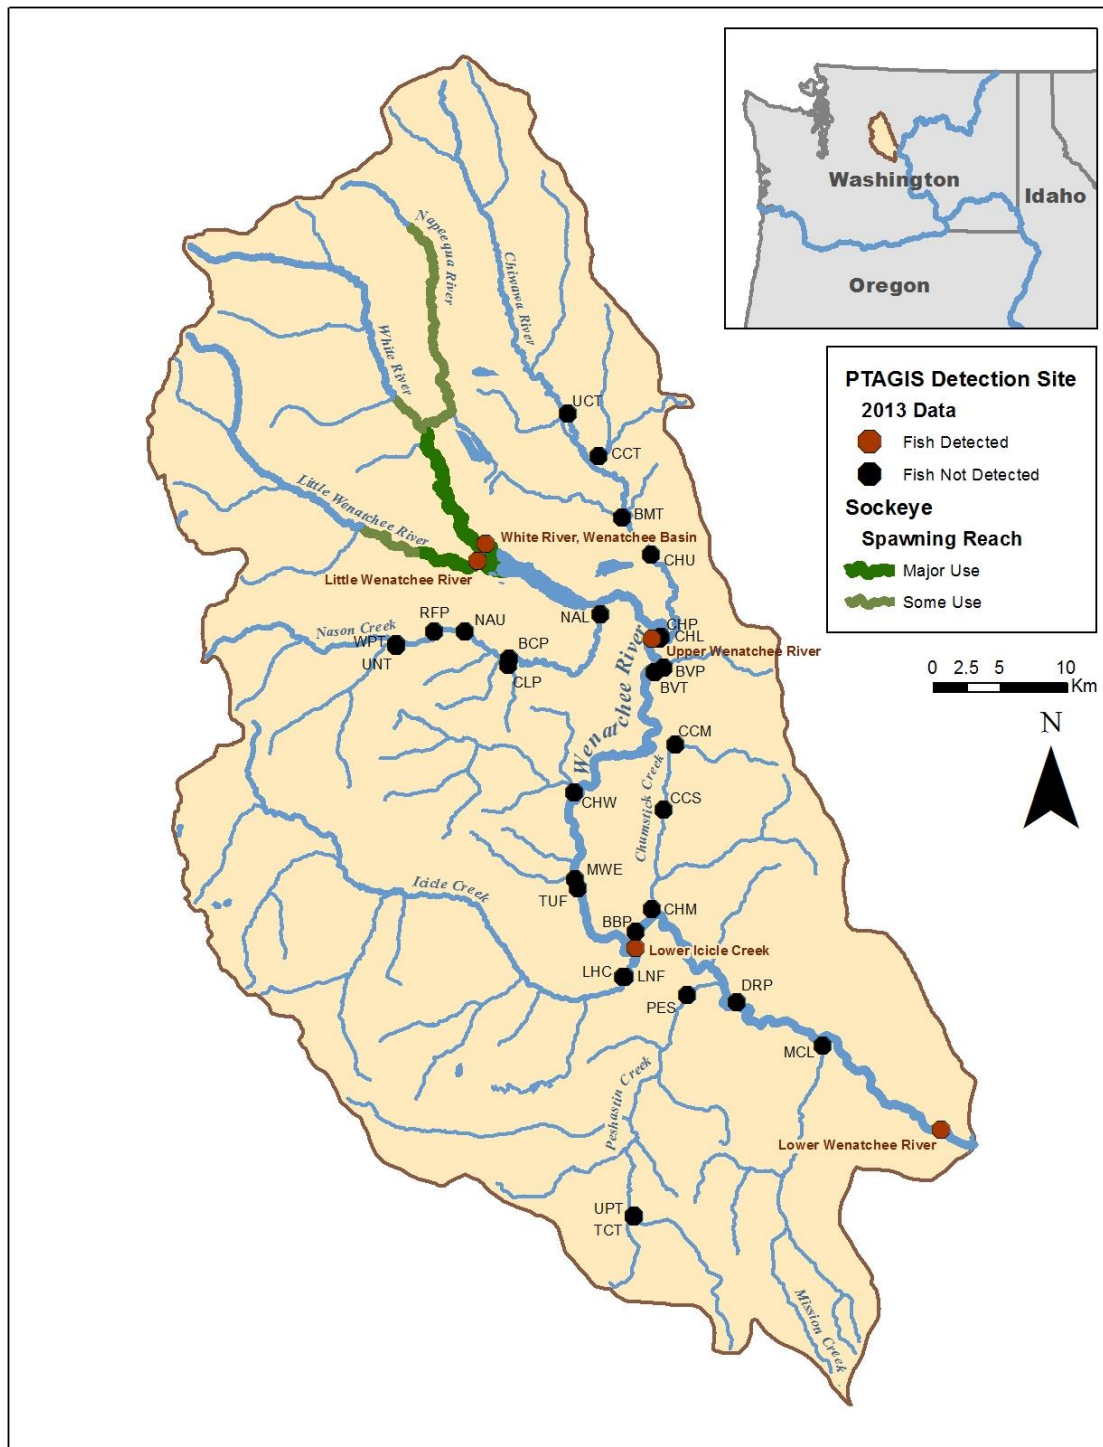 Washington
Idaho
Oregon
PTAGIS Detection Site
2013 Data
Fish Detected
Fish Not Detected
Sockeye
Spawning Reach
Major Use
Some Use
0 2.5 5 10
Km
N
Napeequa River
Chiwawa River
White River
UCT
CCT
Little Wenatchee River
BMT
White River, Wenatchee Basin
CHU
Little Wenatchee River
RFP
NAU
NAL
Nason Creek
WPT
UNT
BCP
CLP
CHP
CHL
Upper Wenatchee River
BVP
BVT
Wenatchee River
CCM
CHW
CCS
Chumstick Creek
MWE
TUF
Icicle Creek
CHM
BBP
Lower Icicle Creek
LHC
LNF
PES
DRP
MCL
Peshastin Creek
Lower Wenatchee River
UPT
TCT
Mission Creek